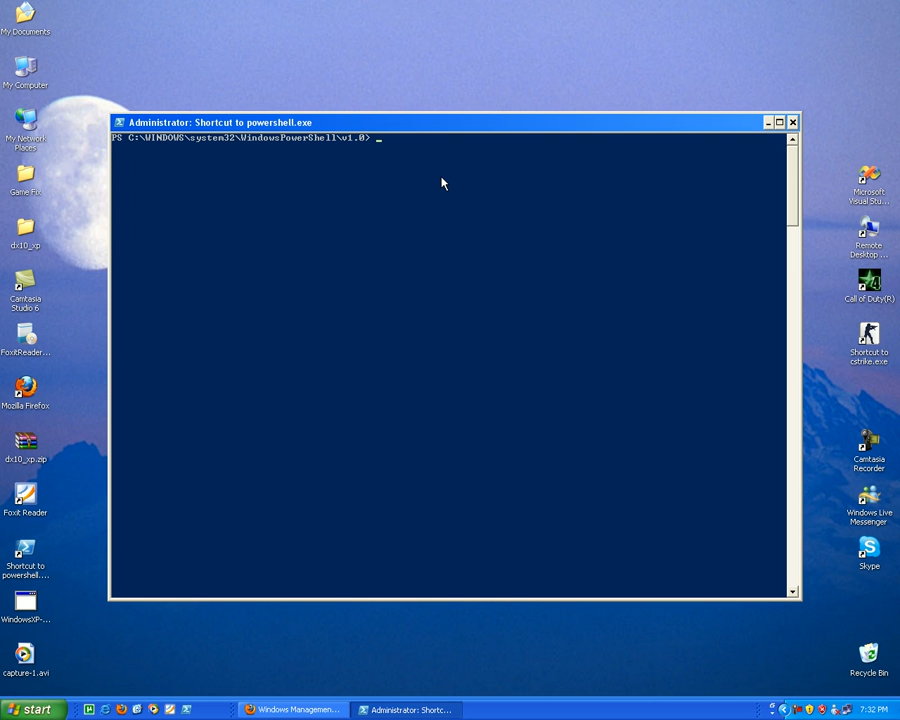 My Documents
My Computer
My Network
Places
Game Fix
dx10_xp
Camtasia
Studio 6
FoxitReader...
Mozilla Firefox
dx10_xp.zip
Foxit Reader
Shortcut to
powershell....
WindowsXP-...
capture-1.avi
Administrator: Shortcut to powershell.exe
PS C:\WINDOWS\system32\WindowsPowerShell\v1.0> _
Microsoft
Visual Stu...
Remote
Desktop ...
Call of Duty(R)
Shortcut to
cstrike.exe
Camtasia
Recorder
Windows Live
Messenger
Skype
Recycle Bin
start
Windows Managemen...
Administrator: Shortc...
7:32 PM